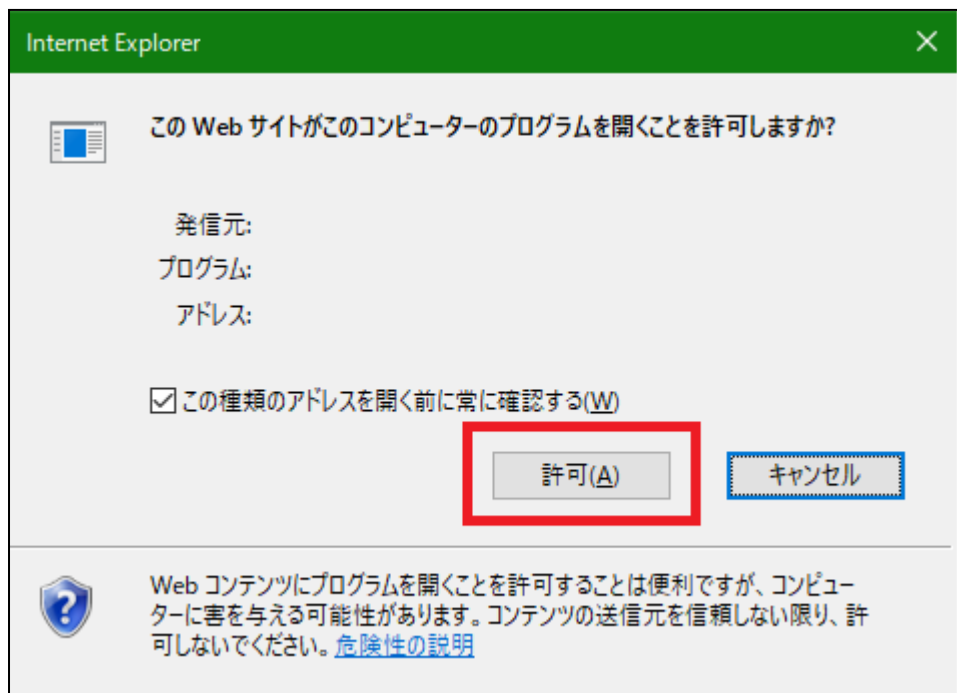 Internet Explorer
この Web サイトがこのコンピューターのプログラムを開くことを許可しますか?
発信元:
プログラム:
アドレス:
この種類のアドレスを開く前に常に確認する(W)
許可(A)
キャンセル
Web コンテンツにプログラムを開くことを許可することは便利ですが、コンピュー
ターに害を与える可能性があります。コンテンツの送信元を信頼しない限り、許
可しないでください。危険性の説明